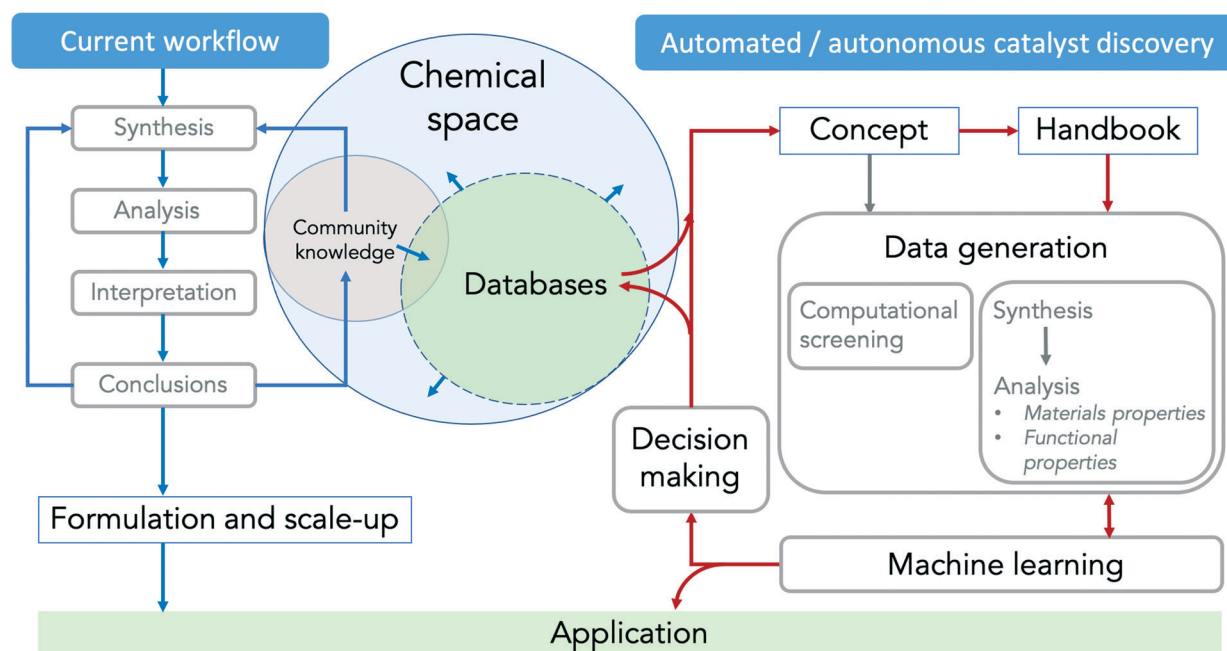 Current workflow
Synthesis
Analysis
Interpretation
Conclusions
Formulation and scale-up
Chemical
space
Community
knowledge
Databases
Automated / autonomous catalyst discovery
Concept
Handbook
Data generation
Computational
screening
Synthesis
Analysis
• Materials properties
• Functional
properties
Decision
making
Machine learning
Application